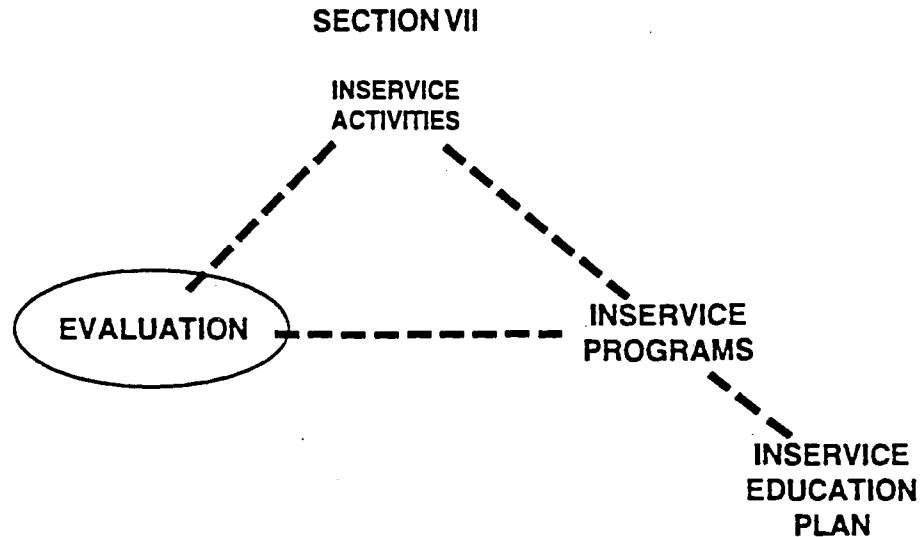 SECTION VII
INSERVICE
ACTIVITIES
EVALUATION
INSERVICE
PROGRAMS
INSERVICE
EDUCATION
PLAN